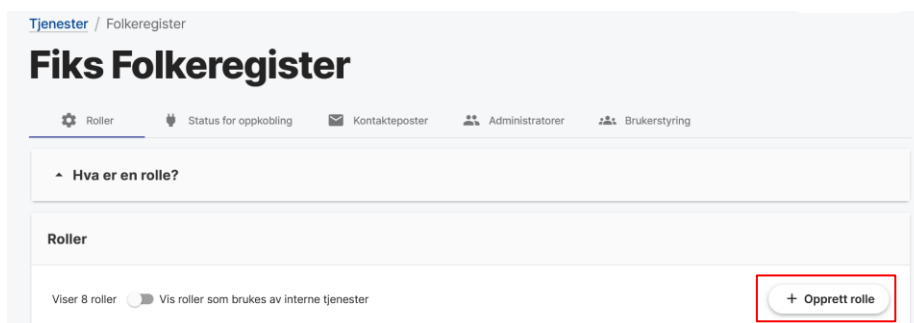 Tjenester / Folkeregister
Fiks Folkeregister
Roller Status for oppkobling Kontakteposter Administratorer Brukerstyring
Hva er en rolle?
Roller
Viser 8 roller Vis roller som brukes av interne tjenester + Opprett rolle